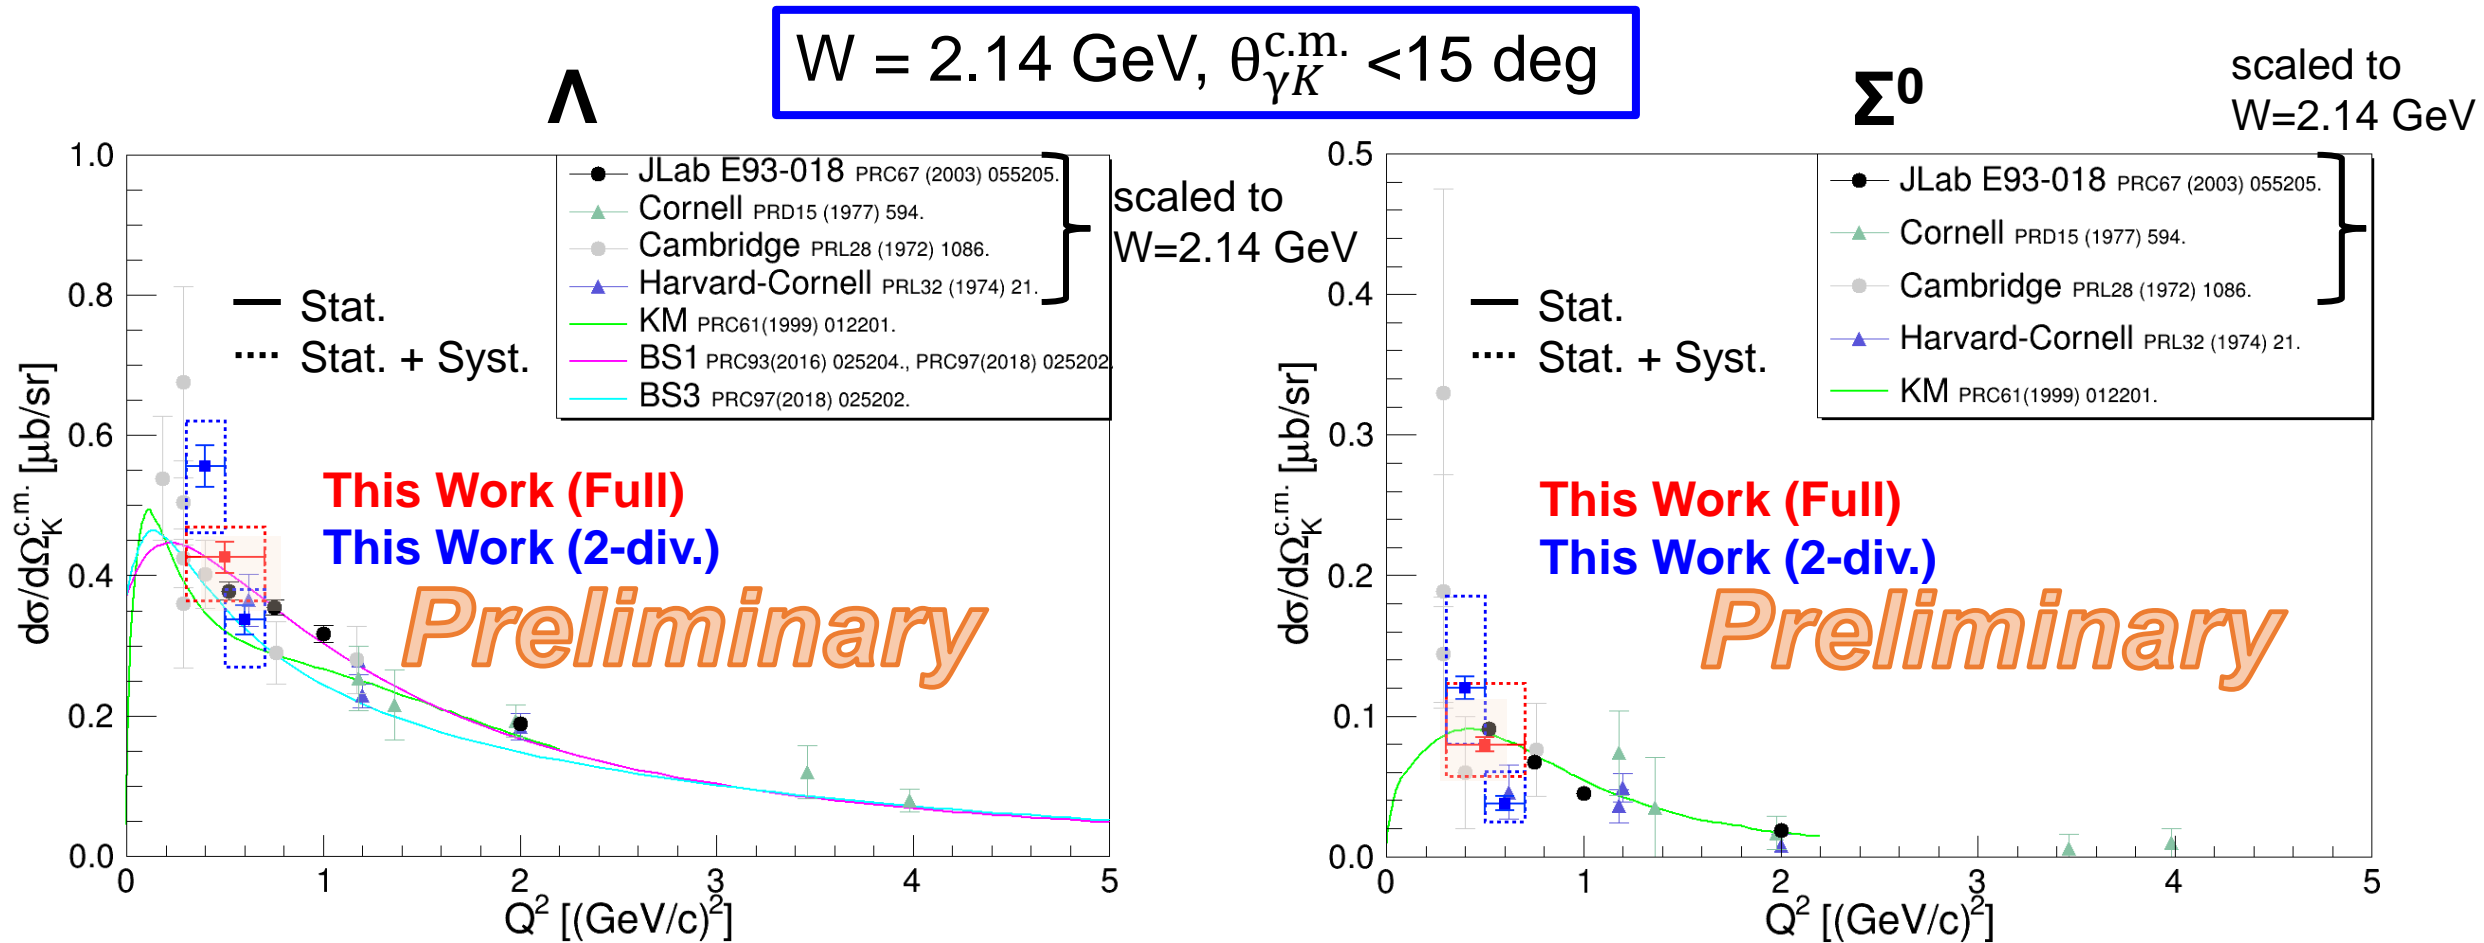 W = 2.14 GeV, θ_{γK}^{c.m.} <15 deg
Λ
1.0
0.8
0.6
0.4
0.2
0.0
0 1 2 3 4 5
dσ/dΩ_K^{c.m.} [μb/sr]
Q² [(GeV/c)²]
JLab E93-018 PRC67 (2003) 055205.
Cornell PRD15 (1977) 594.
Cambridge PRL28 (1972) 1086.
Harvard-Cornell PRL32 (1974) 21.
KM PRC61(1999) 012201.
BS1 PRC93(2016) 025204., PRC97(2018) 025202.
BS3 PRC97(2018) 025202.
scaled to
W=2.14 GeV
Stat.
Stat. + Syst.
This Work (Full)
This Work (2-div.)
Preliminary
Σ⁰
scaled to
W=2.14 GeV
0.5
0.4
0.3
0.2
0.1
0.0
0 1 2 3 4 5
dσ/dΩ_K^{c.m.} [μb/sr]
Q² [(GeV/c)²]
JLab E93-018 PRC67 (2003) 055205.
Cornell PRD15 (1977) 594.
Cambridge PRL28 (1972) 1086.
Harvard-Cornell PRL32 (1974) 21.
KM PRC61(1999) 012201.
Stat.
Stat. + Syst.
This Work (Full)
This Work (2-div.)
Preliminary